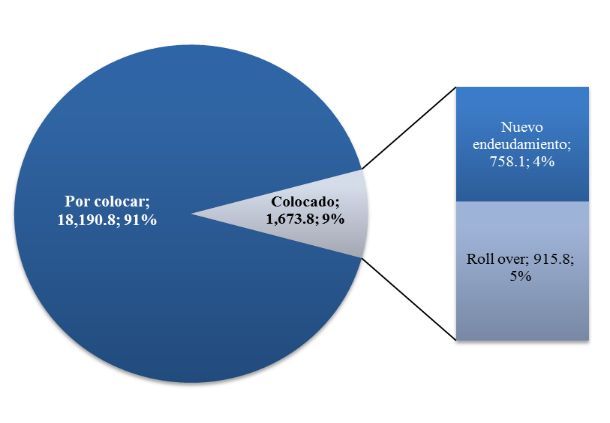 Por colocar;
18,190.8; 91%
Colocado;
1,673.8; 9%
Nuevo
endeudamiento;
758.1; 4%
Roll over; 915.8;
5%